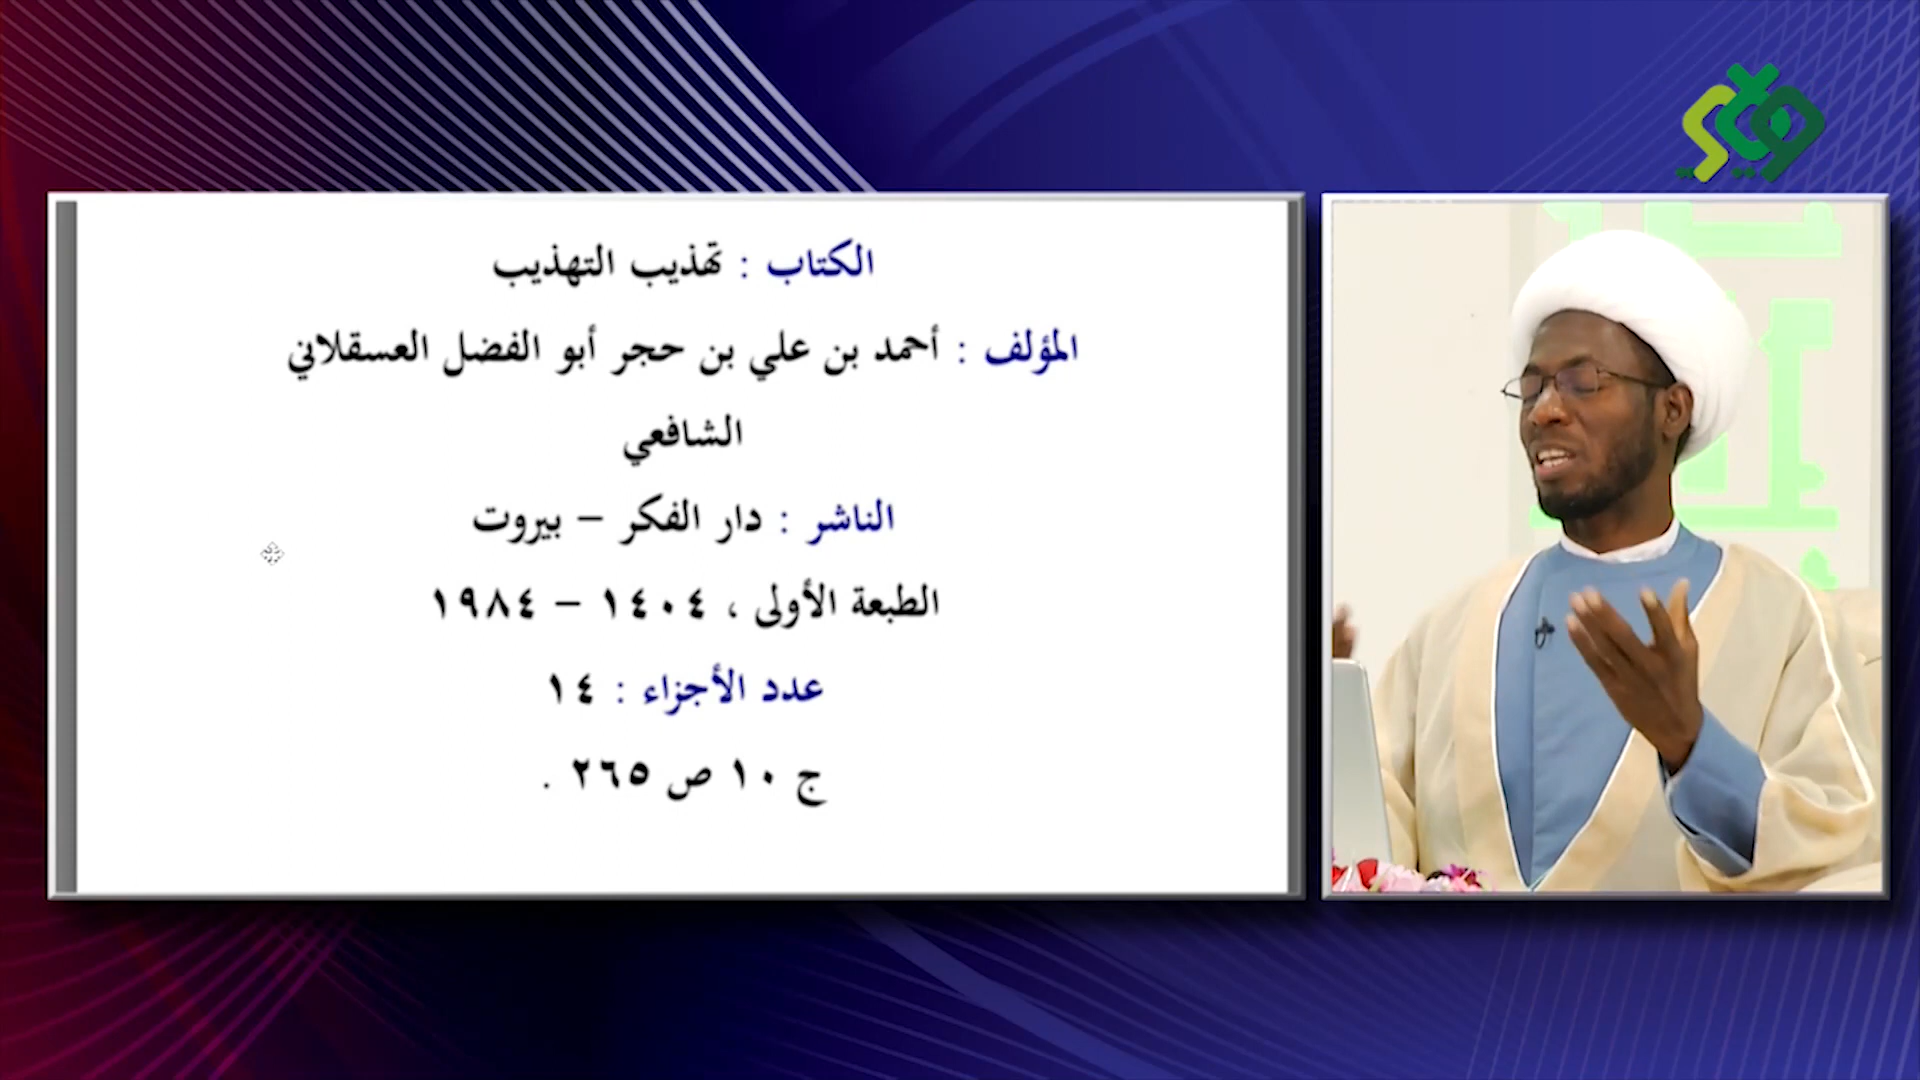 الكتاب : تهذيب التهذيب
المؤلف : أحمد بن علي بن حجر أبو الفضل العسقلاني
الشافعي
الناشر : دار الفكر – بيروت
الطبعة الأولى ، ١٤٠٤ – ١٩٨٤
عدد الأجزاء : ١٤
ج ١٠ ص ٢٦٥ .